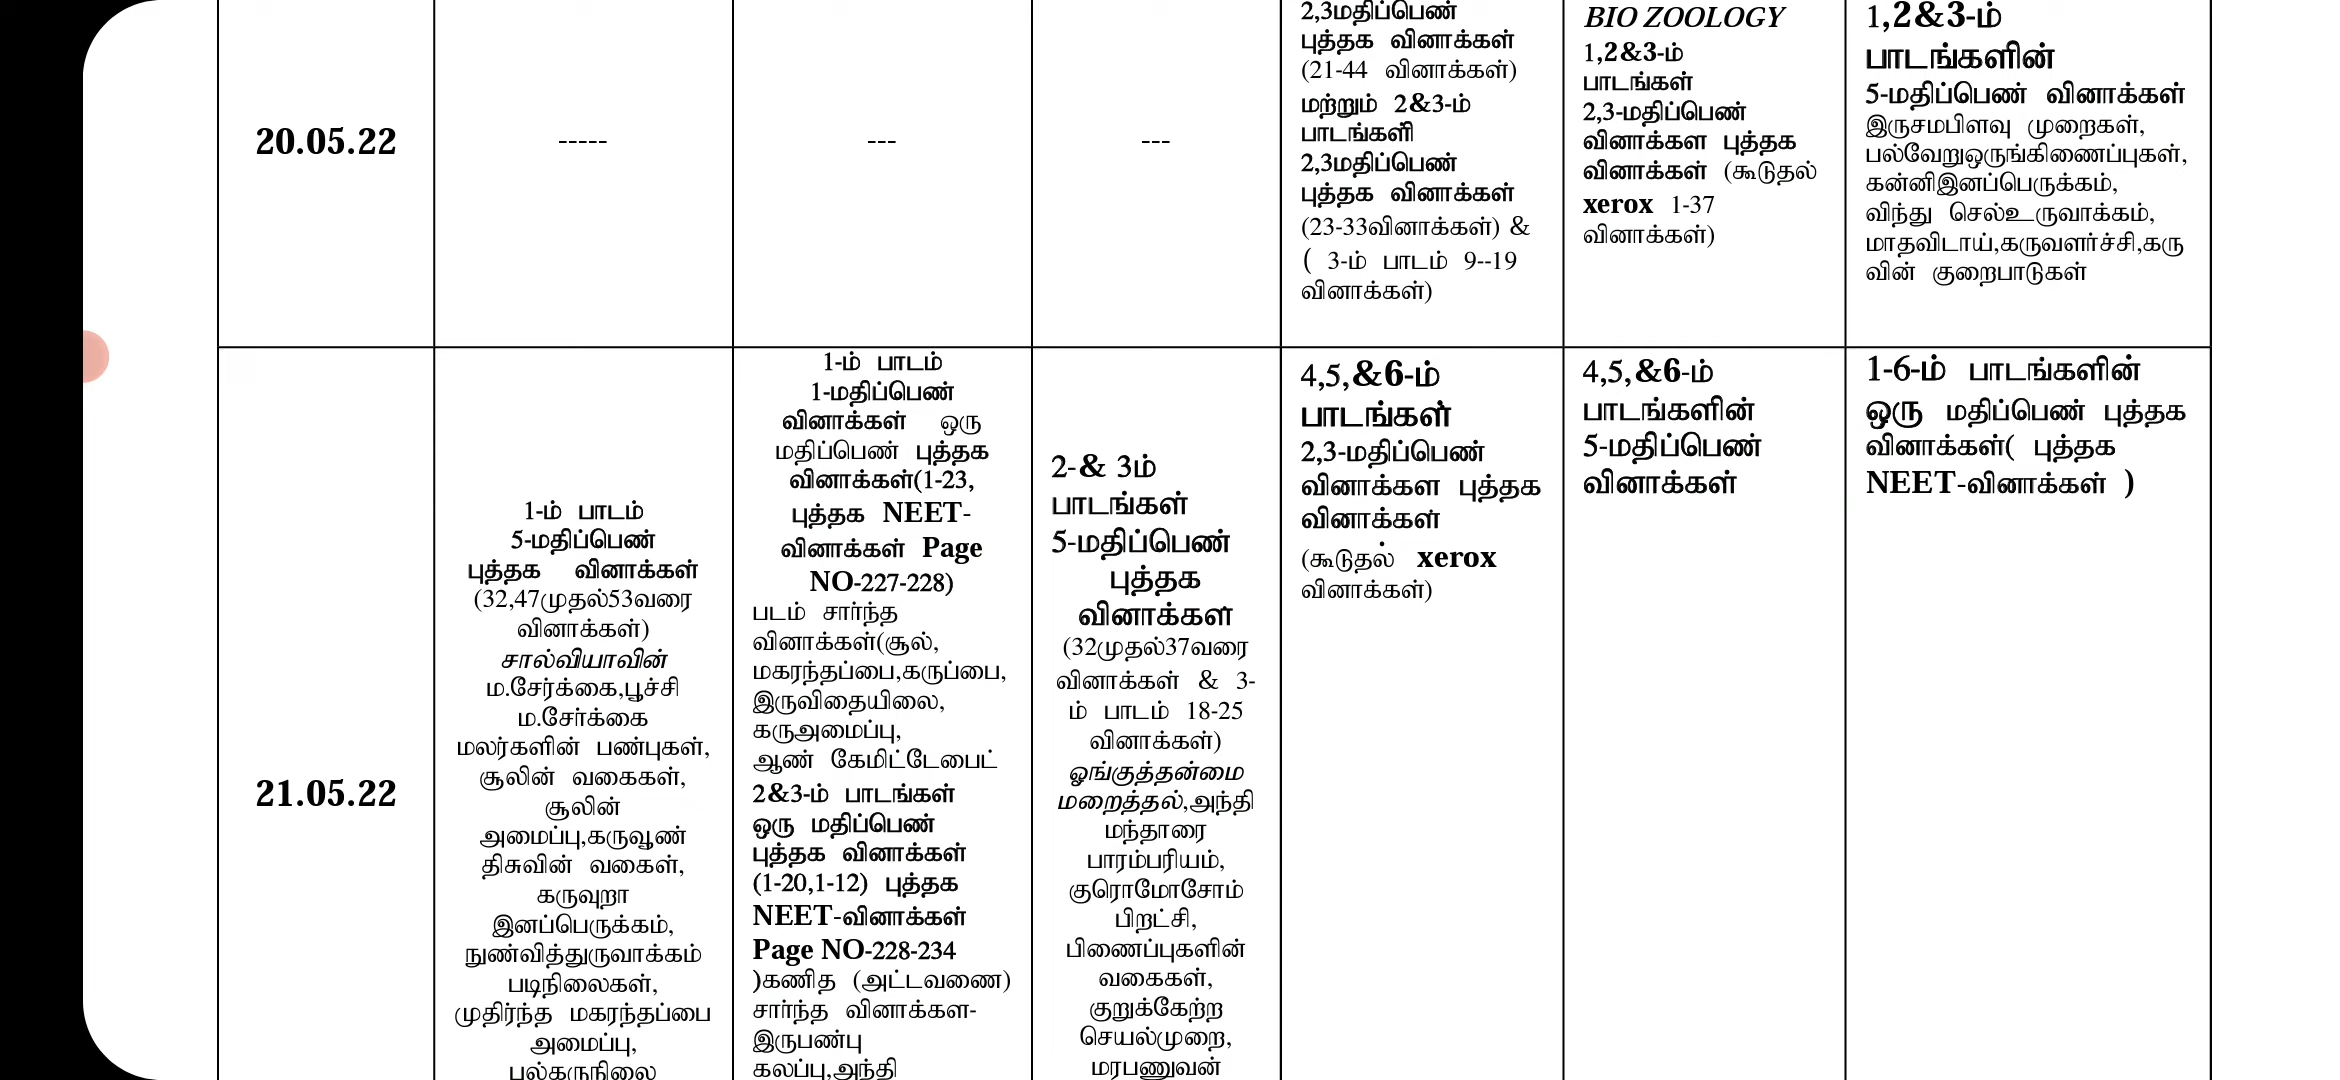 20.05.22
-----
---
---
2,3மதிப்பெண்
புத்தக வினாக்கள்
(21-44 வினாக்கள்)
மற்றும் 2&3-ம்
பாடங்களி
2,3மதிப்பெண்
புத்தக வினாக்கள்
(23-33வினாக்கள்) &
( 3-ம் பாடம் 9--19
வினாக்கள்)
BIO ZOOLOGY
1,2&3-ம்
பாடங்கள்
2,3-மதிப்பெண்
வினாக்கள புத்தக
வினாக்கள் (கூடுதல்
xerox 1-37
வினாக்கள்)
1,2&3-ம்
பாடங்களின்
5-மதிப்பெண் வினாக்கள்
இருசமபிளவு முறைகள்,
பல்வேறுஒருங்கிணைப்புகள்,
கன்னிஇனப்பெருக்கம்,
விந்து செல்உருவாக்கம்,
மாதவிடாய்,கருவளர்ச்சி,கரு
வின் குறைபாடுகள்
21.05.22
1-ம் பாடம்
5-மதிப்பெண்
புத்தக வினாக்கள்
(32,47முதல்53வரை
வினாக்கள்)
சால்வியாவின்
ம.சேர்க்கை,பூச்சி
ம.சேர்க்கை
மலர்களின் பண்புகள்,
சூலின் வகைகள்,
சூலின்
அமைப்பு,கருவூண்
திசுவின் வகைள்,
கருவுறா
இனப்பெருக்கம்,
நுண்வித்துருவாக்கம்
படிநிலைகள்,
முதிர்ந்த மகரந்தப்பை
அமைப்பு,
பல்கருநிலை
1-ம் பாடம்
1-மதிப்பெண்
வினாக்கள் ஒரு
மதிப்பெண் புத்தக
வினாக்கள்(1-23,
புத்தக NEET-
வினாக்கள் Page
NO-227-228)
படம் சார்ந்த
வினாக்கள்(சூல்,
மகரந்தப்பை,கருப்பை,
இருவிதையிலை,
கருஅமைப்பு,
ஆண் கேமிட்டேபைட்
2&3-ம் பாடங்கள்
ஒரு மதிப்பெண்
புத்தக வினாக்கள்
(1-20,1-12) புத்தக
NEET-வினாக்கள்
Page NO-228-234
)கணித (அட்டவணை)
சார்ந்த வினாக்கள-
இருபண்பு
கலப்பு,அந்தி
2-& 3ம்
பாடங்கள்
5-மதிப்பெண்
புத்தக
வினாக்கள்
(32முதல்37வரை
வினாக்கள் & 3-
ம் பாடம் 18-25
வினாக்கள்)
ஓங்குத்தன்மை
மறைத்தல்,அந்தி
மந்தாரை
பாரம்பரியம்,
குரொமோசோம்
பிறட்சி,
பிணைப்புகளின்
வகைகள்,
குறுக்கேற்ற
செயல்முறை,
மரபணுவன்
4,5,&6-ம்
பாடங்கள்
2,3-மதிப்பெண்
வினாக்கள புத்தக
வினாக்கள்
(கூடுதல் xerox
வினாக்கள்)
4,5,&6-ம்
பாடங்களின்
5-மதிப்பெண்
வினாக்கள்
1-6-ம் பாடங்களின்
ஒரு மதிப்பெண் புத்தக
வினாக்கள்( புத்தக
NEET-வினாக்கள் )